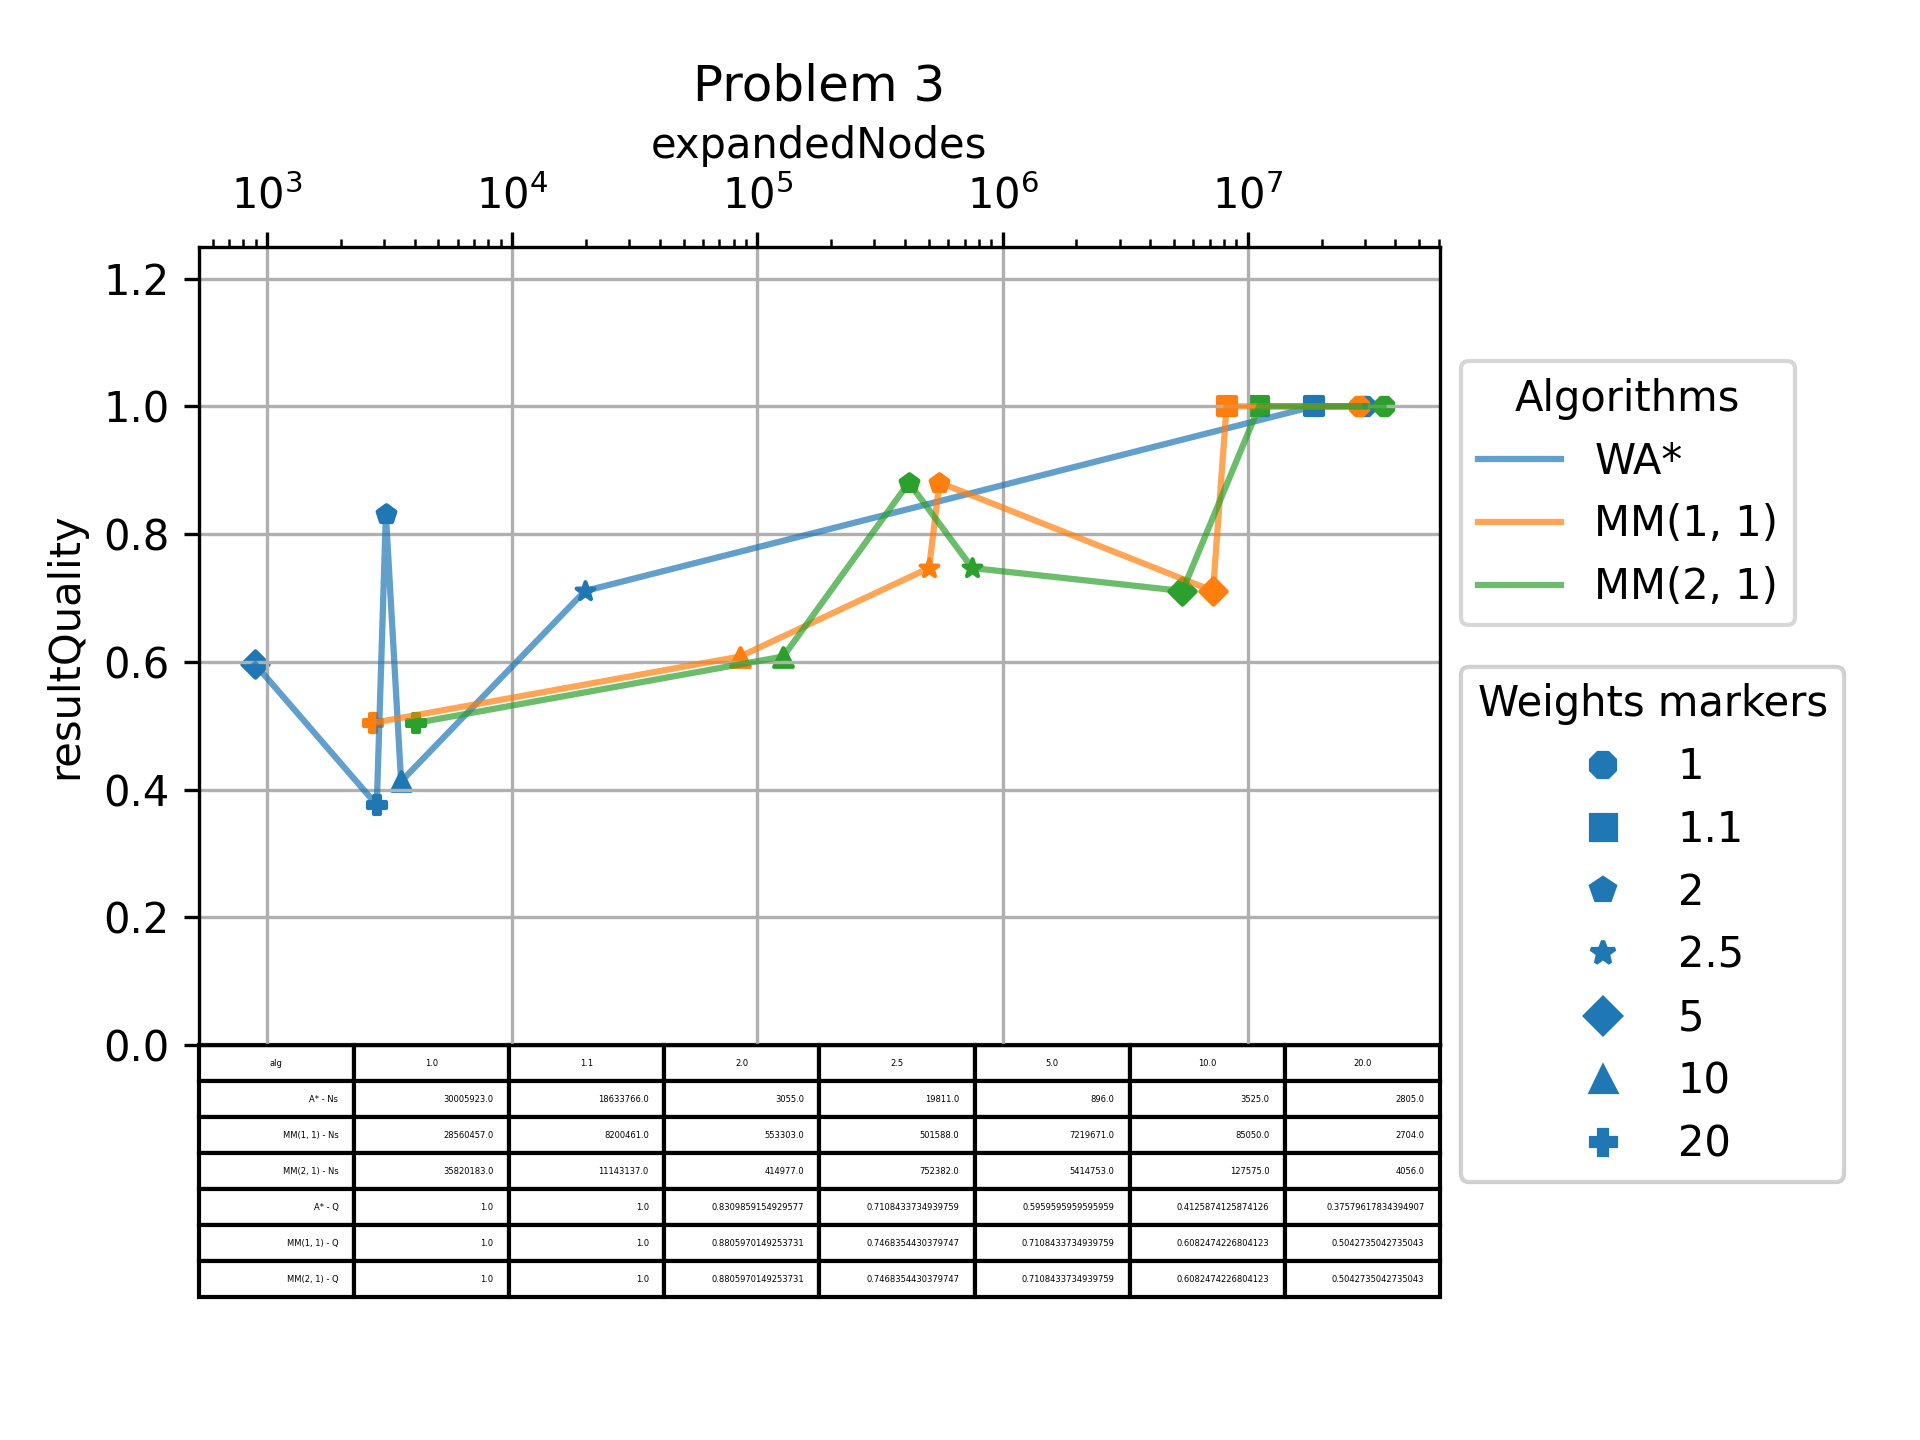 Problem 3
expandedNodes
10^3 10^4 10^5 10^6 10^7
resultQuality
1.2
1.0
0.8
0.6
0.4
0.2
0.0
Algorithms
WA*
MM(1, 1)
MM(2, 1)
Weights markers
1
1.1
2
2.5
5
10
20
alg 1.0 1.1 2.0 2.5 5.0 10.0 20.0
A* - Ns 30005923.0 18633766.0 3055.0 19811.0 896.0 3525.0 2805.0
MM(1, 1) - Ns 28560457.0 8200461.0 553303.0 501588.0 7219671.0 85050.0 2704.0
MM(2, 1) - Ns 35820183.0 11143137.0 414977.0 752382.0 5414753.0 127575.0 4056.0
A* - Q 1.0 1.0 0.8309859154929577 0.7108433734939759 0.5959595959595959 0.4125874125874126 0.37579617834394907
MM(1, 1) - Q 1.0 1.0 0.8805970149253731 0.7468354430379747 0.7108433734939759 0.6082474226804123 0.5042735042735043
MM(2, 1) - Q 1.0 1.0 0.8805970149253731 0.7468354430379747 0.7108433734939759 0.6082474226804123 0.5042735042735043